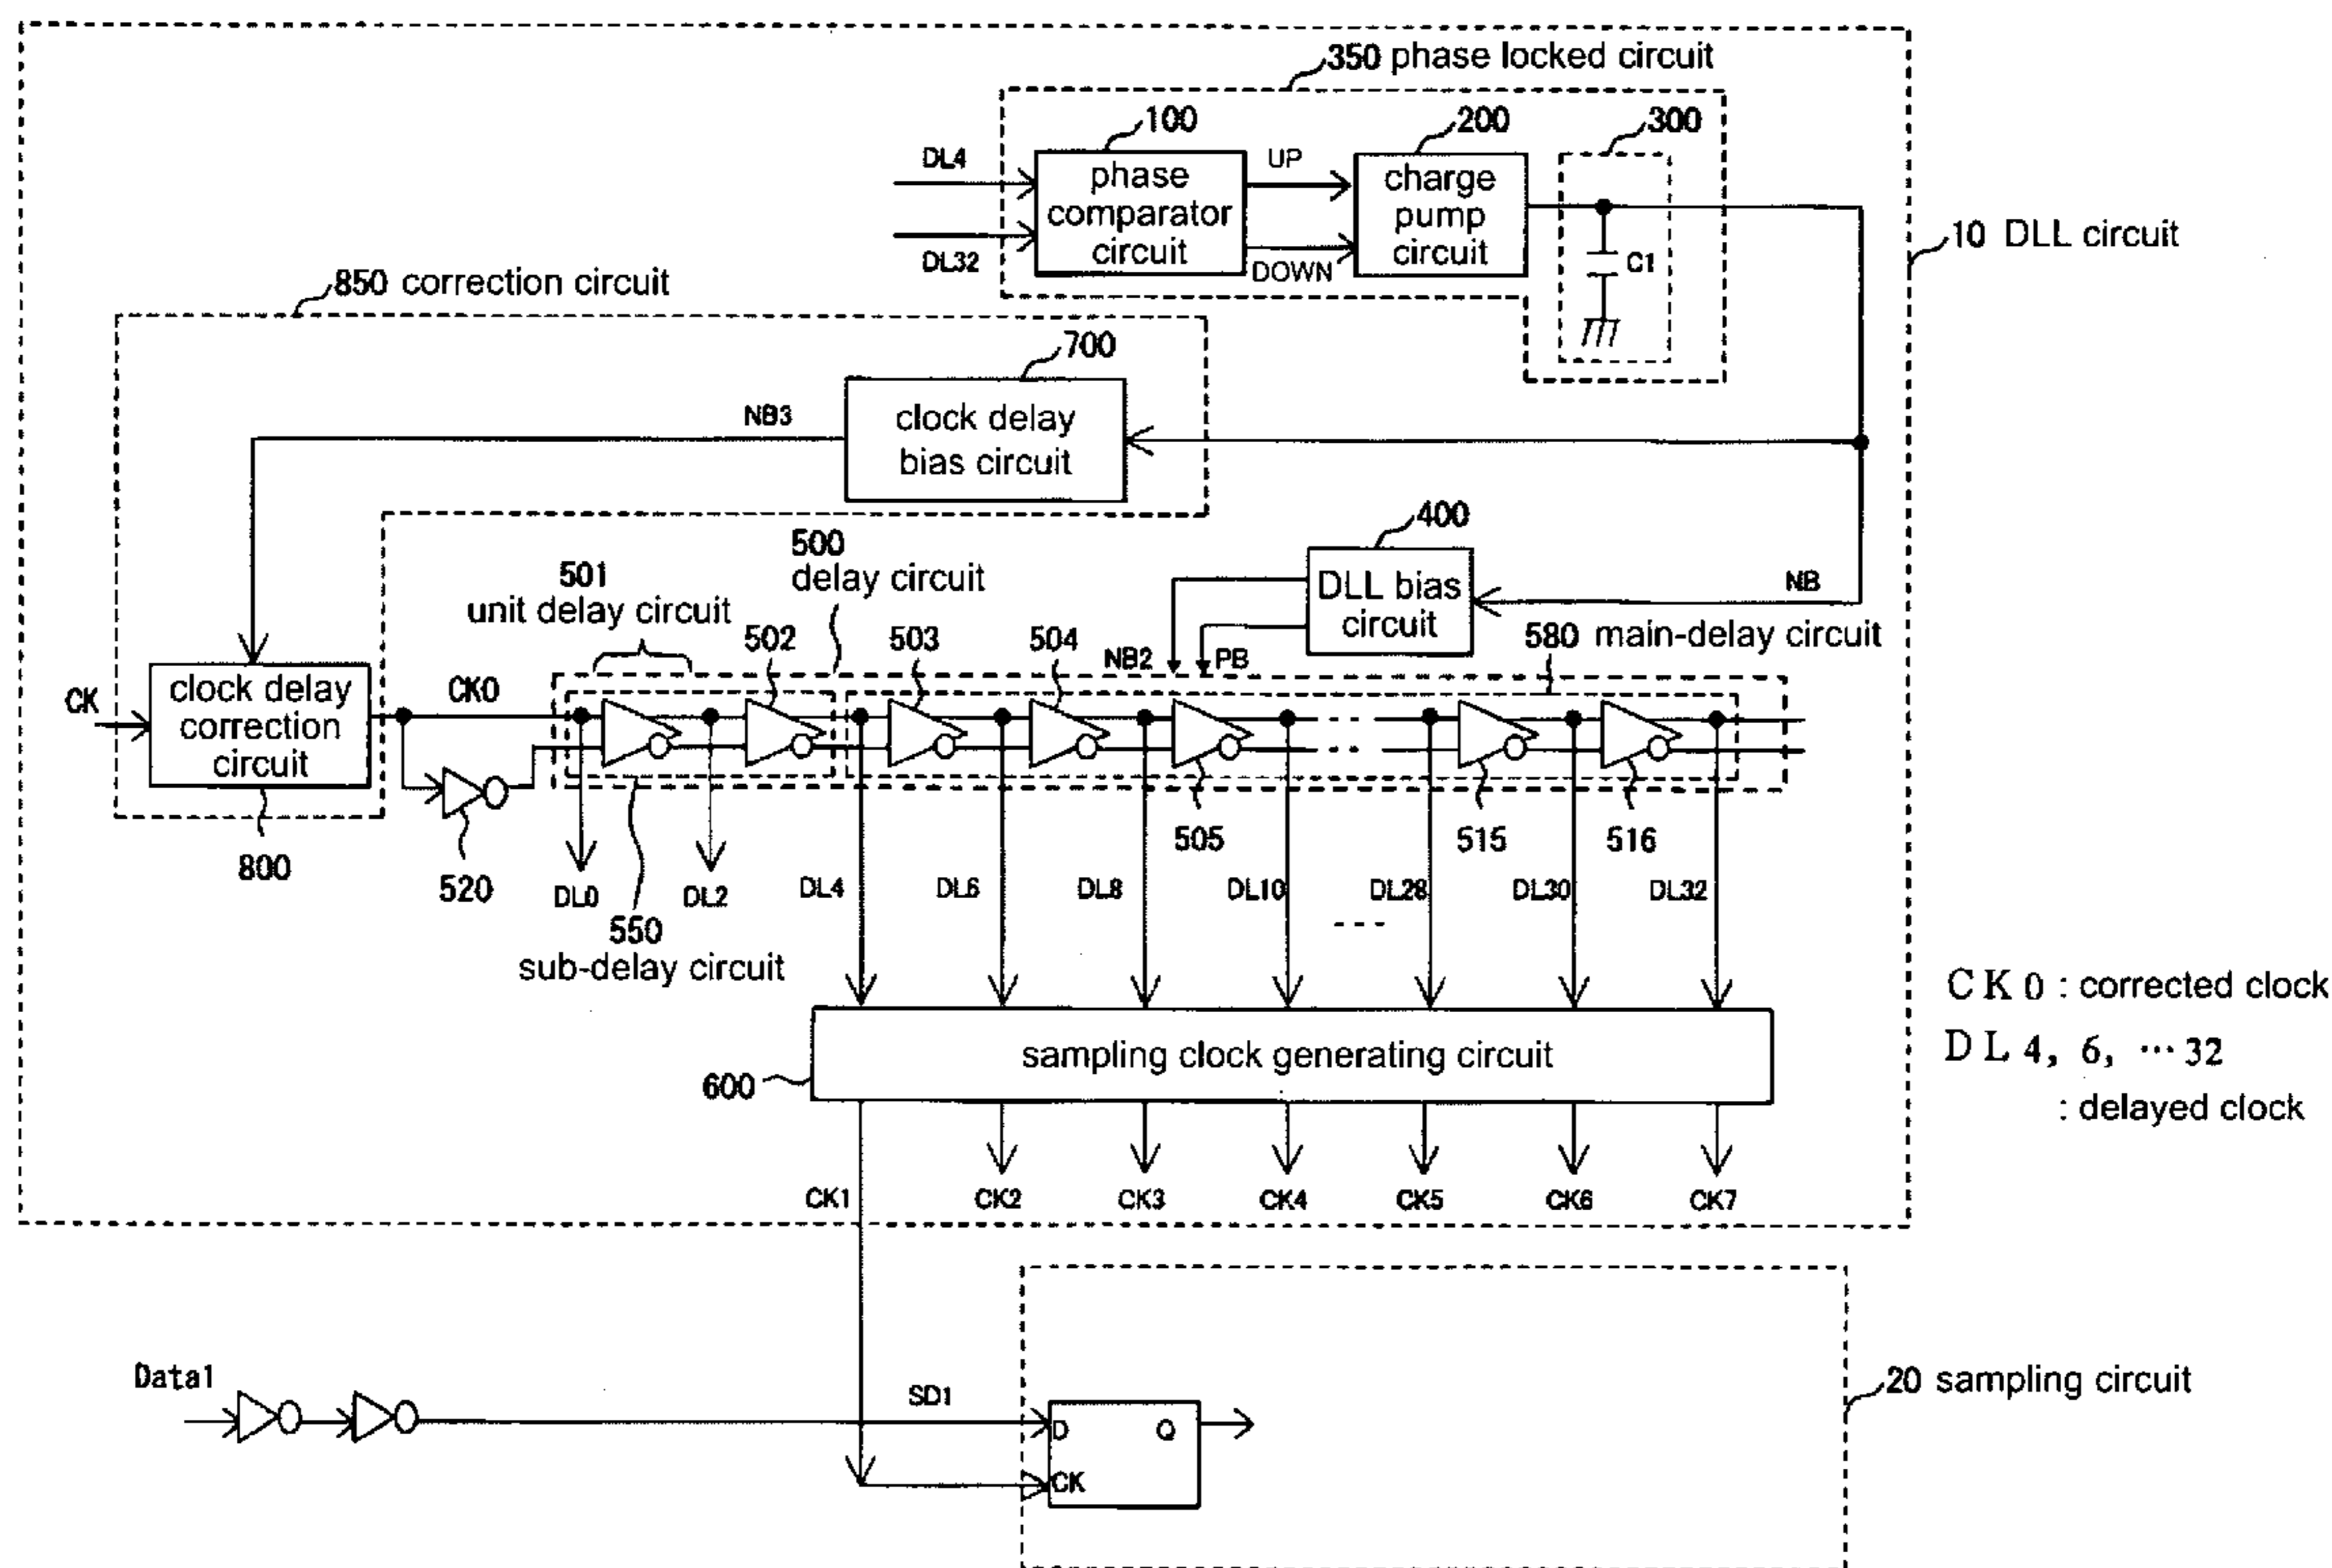 350 phase locked circuit
100
200
300
DL4
UP
phase
comparator
circuit
charge
pump
circuit
DL32
DOWN
C1
10 DLL circuit
850 correction circuit
700
NB3
clock delay
bias circuit
400
500
delay circuit
501
unit delay circuit
DLL bias
circuit
NB
502
503
504
NB2
PB
580 main-delay circuit
CK
clock delay
correction
circuit
CK0
800
520
505
515
516
DL0
DL2
DL4
DL6
DL8
DL10
DL28
DL30
DL32
550
sub-delay circuit
sampling clock generating circuit
600
CK0 : corrected clock
DL4, 6, ⋯32
: delayed clock
CK1
CK2
CK3
CK4
CK5
CK6
CK7
Data1
SD1
D
Q
CK
20 sampling circuit